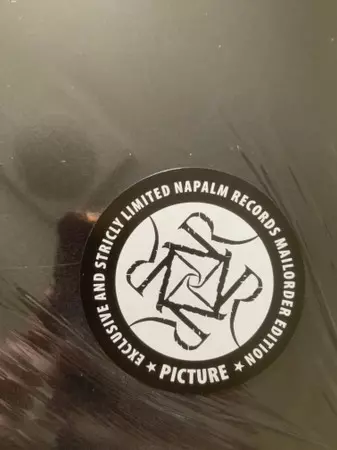 EXCLUSIVE AND STRICLY LIMITED NAPALM RECORDS MAILORDER EDITION
★ PICTURE ★